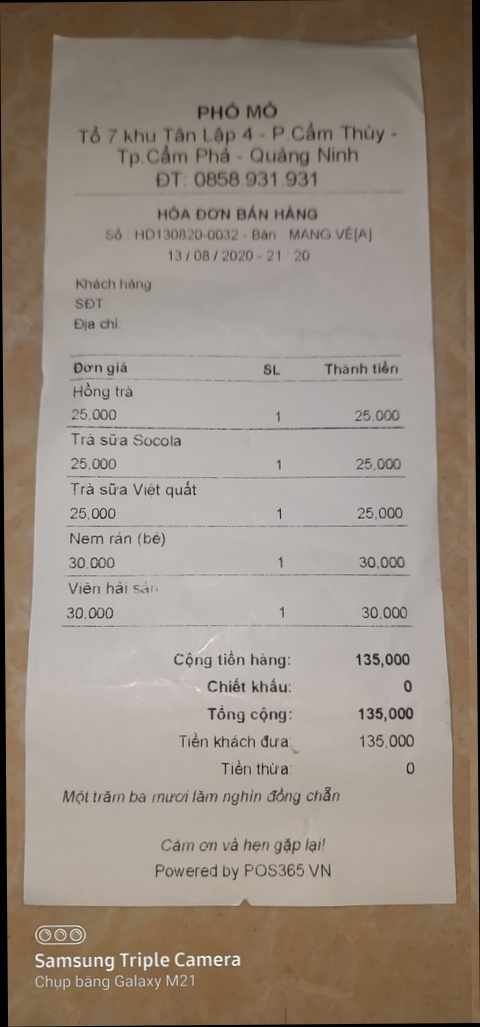 PHÔ MÔ
Tổ 7 khu Tân Lập 4 - P.Cẩm Thủy -
Tp.Cẩm Phả - Quảng Ninh
ĐT: 0858.931.931
HÓA ĐƠN BÁN HÀNG
Số : HD130820-0032 - Bàn : MANG VỀ[A]
13 / 08 / 2020 - 21 : 20
Khách hàng
SĐT:
Địa chỉ:
Đơn giá SL Thành tiền
Hồng trà
25,000 1 25,000
Trà sữa Socola
25,000 1 25,000
Trà sữa Việt quất
25,000 1 25,000
Nem rán (bé)
30,000 1 30,000
Viên hải sản
30,000 1 30,000
Cộng tiền hàng: 135,000
Chiết khấu: 0
Tổng cộng: 135,000
Tiền khách đưa: 135,000
Tiền thừa: 0
Một trăm ba mươi lăm nghìn đồng chẵn
Cảm ơn và hẹn gặp lại!
Powered by POS365.VN
Samsung Triple Camera
Chụp bằng Galaxy M21